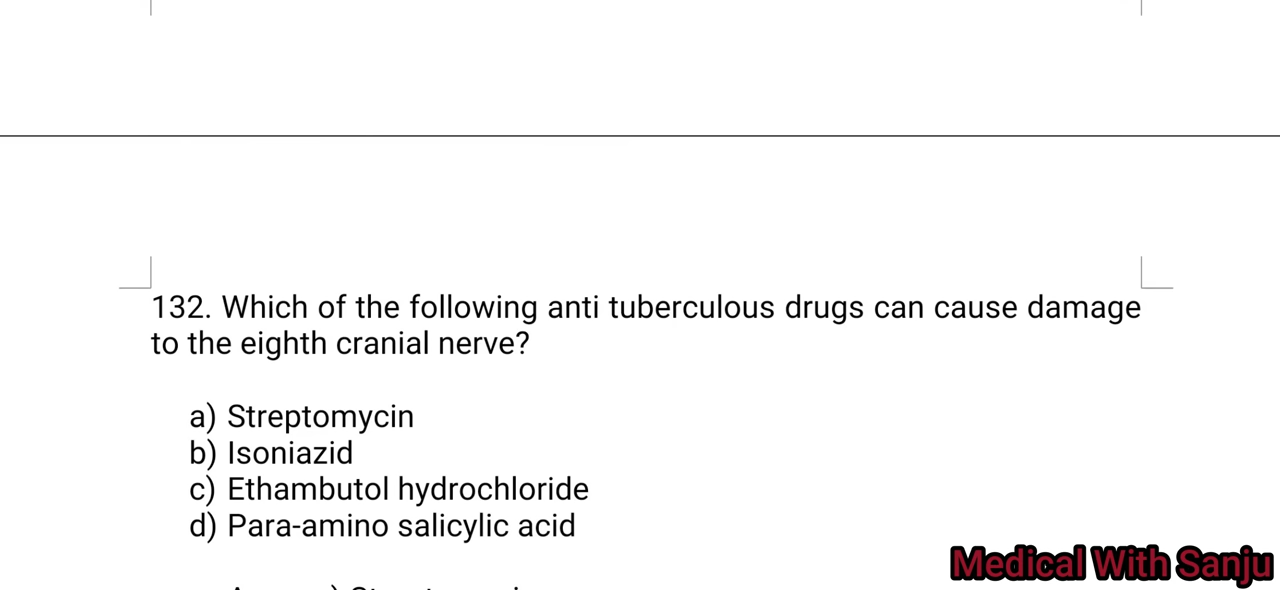 132. Which of the following anti tuberculous drugs can cause damage
to the eighth cranial nerve?
a) Streptomycin
b) Isoniazid
c) Ethambutol hydrochloride
d) Para-amino salicylic acid
Medical With Sanju